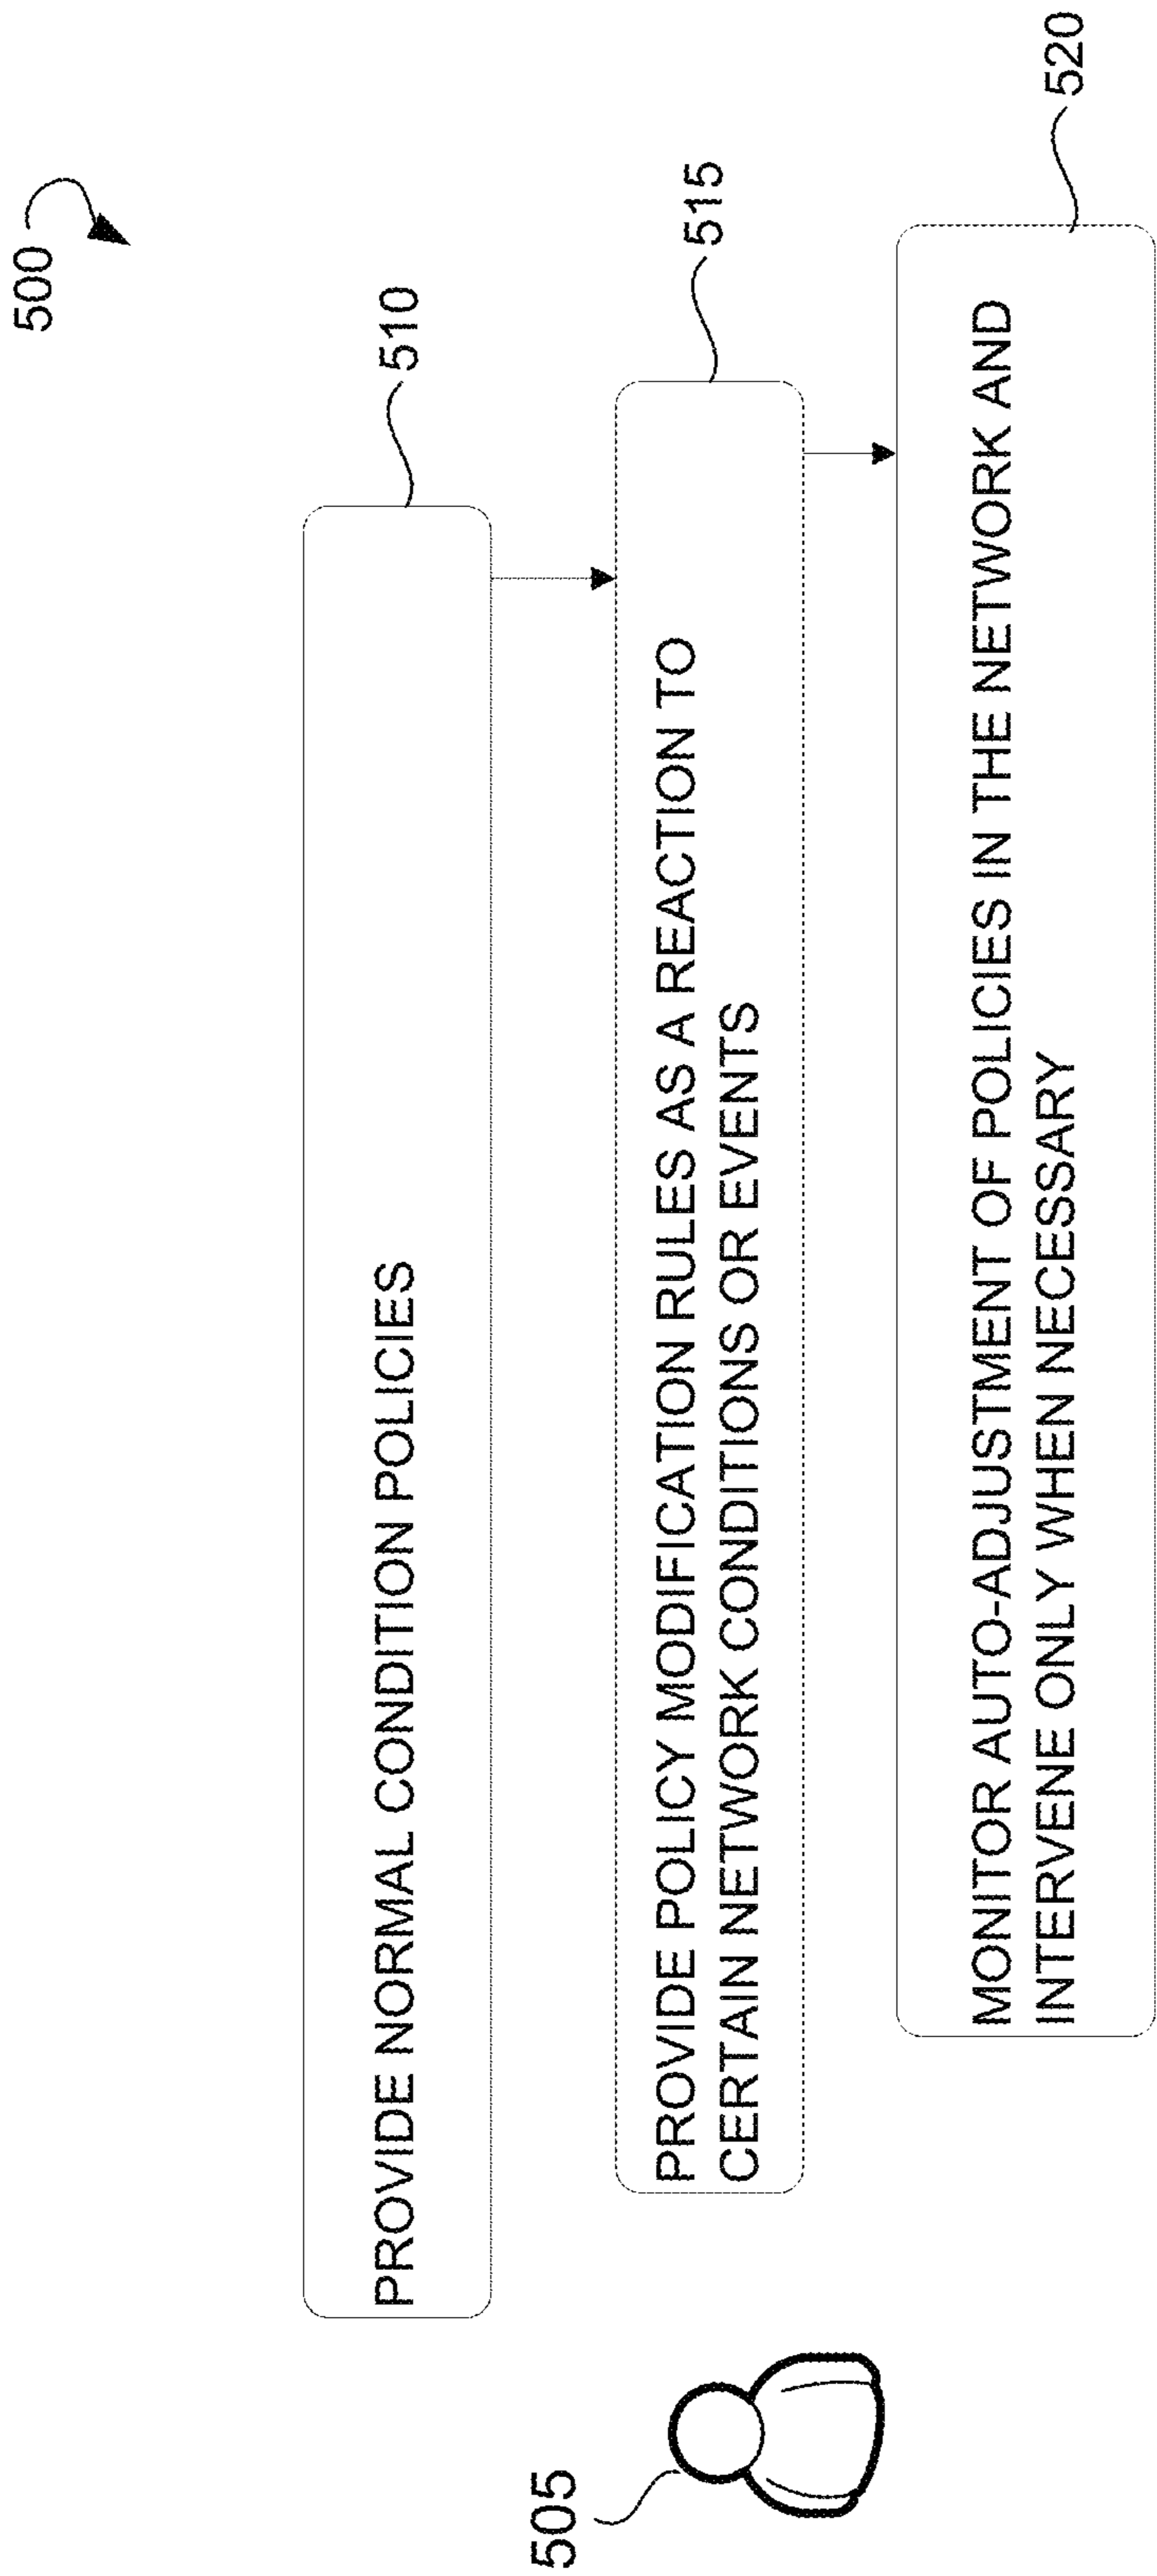 500
510
PROVIDE NORMAL CONDITION POLICIES
515
PROVIDE POLICY MODIFICATION RULES AS A REACTION TO
CERTAIN NETWORK CONDITIONS OR EVENTS
520
MONITOR AUTO-ADJUSTMENT OF POLICIES IN THE NETWORK AND
INTERVENE ONLY WHEN NECESSARY
505